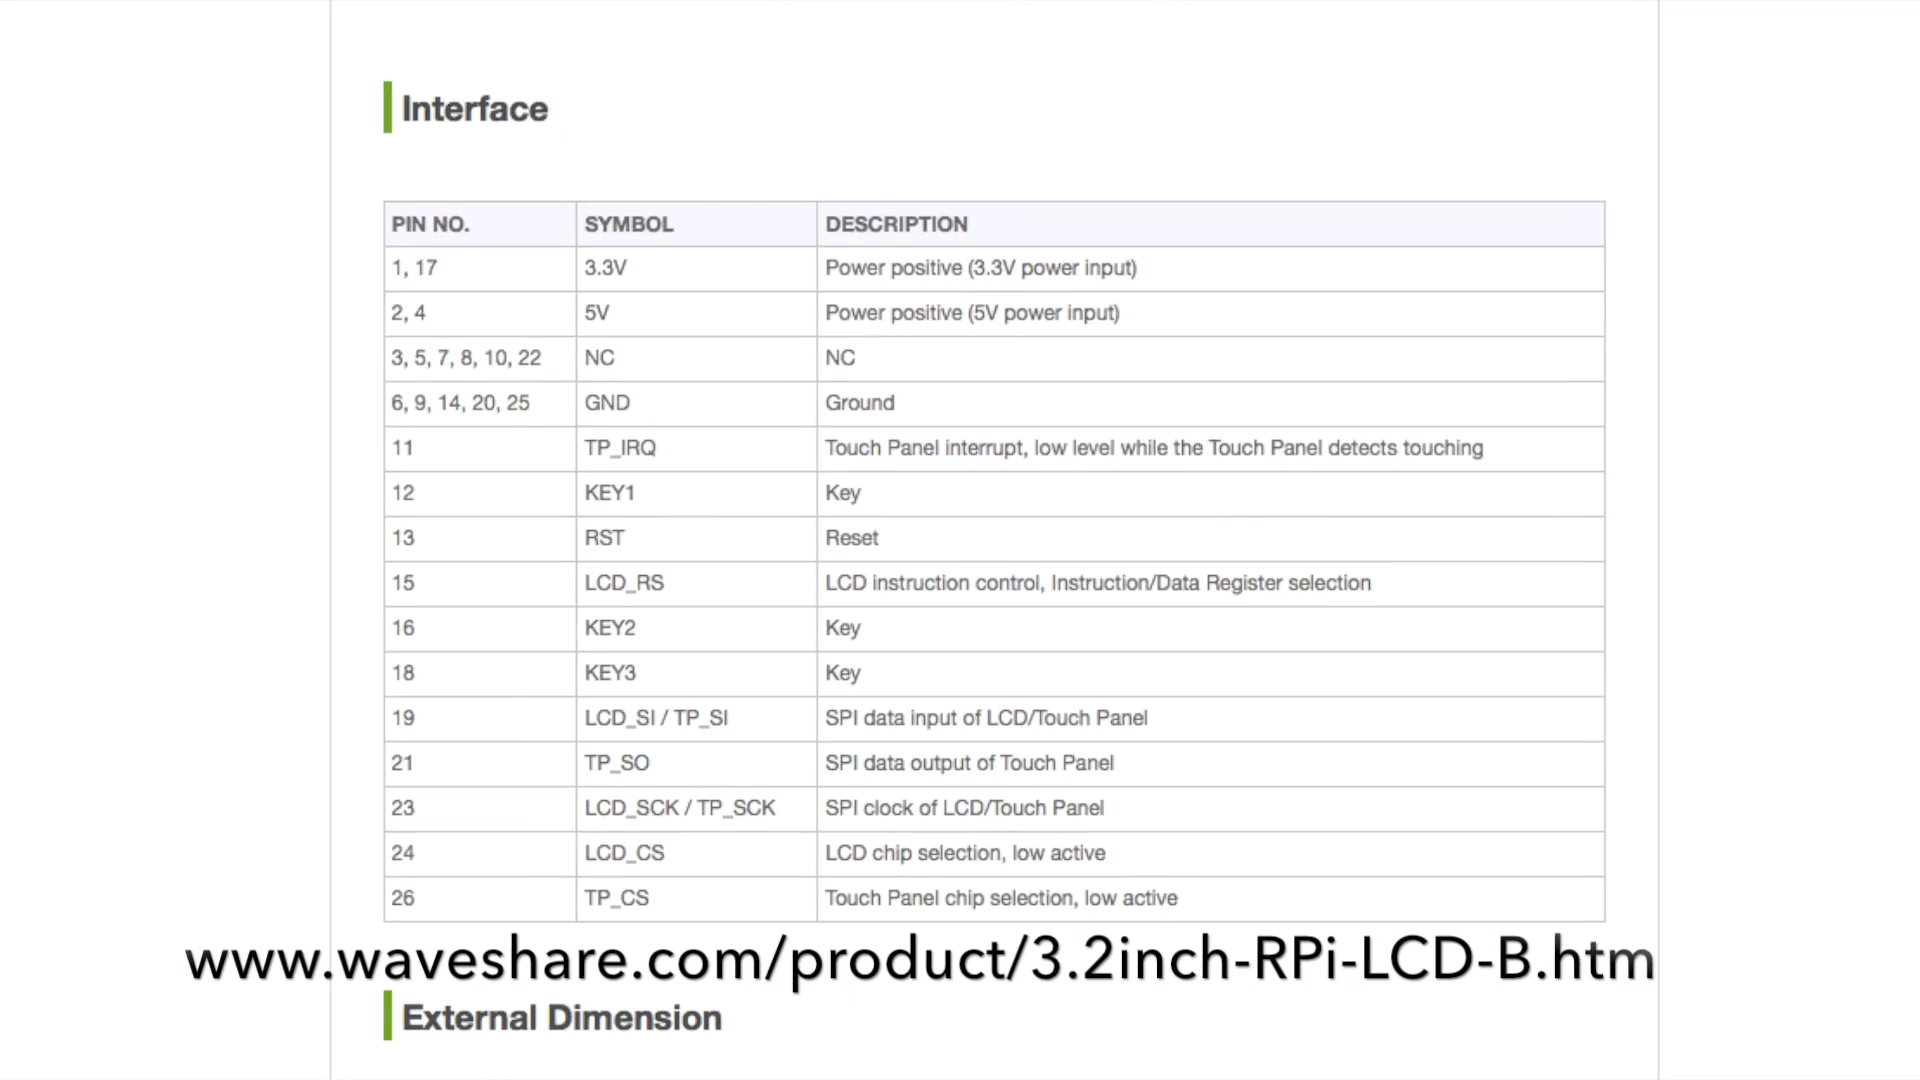 Interface
PIN NO. SYMBOL DESCRIPTION
1, 17 3.3V Power positive (3.3V power input)
2, 4 5V Power positive (5V power input)
3, 5, 7, 8, 10, 22 NC NC
6, 9, 14, 20, 25 GND Ground
11 TP_IRQ Touch Panel interrupt, low level while the Touch Panel detects touching
12 KEY1 Key
13 RST Reset
15 LCD_RS LCD instruction control, Instruction/Data Register selection
16 KEY2 Key
18 KEY3 Key
19 LCD_SI / TP_SI SPI data input of LCD/Touch Panel
21 TP_SO SPI data output of Touch Panel
23 LCD_SCK / TP_SCK SPI clock of LCD/Touch Panel
24 LCD_CS LCD chip selection, low active
26 TP_CS Touch Panel chip selection, low active
www.waveshare.com/product/3.2inch-RPi-LCD-B.htm
External Dimension